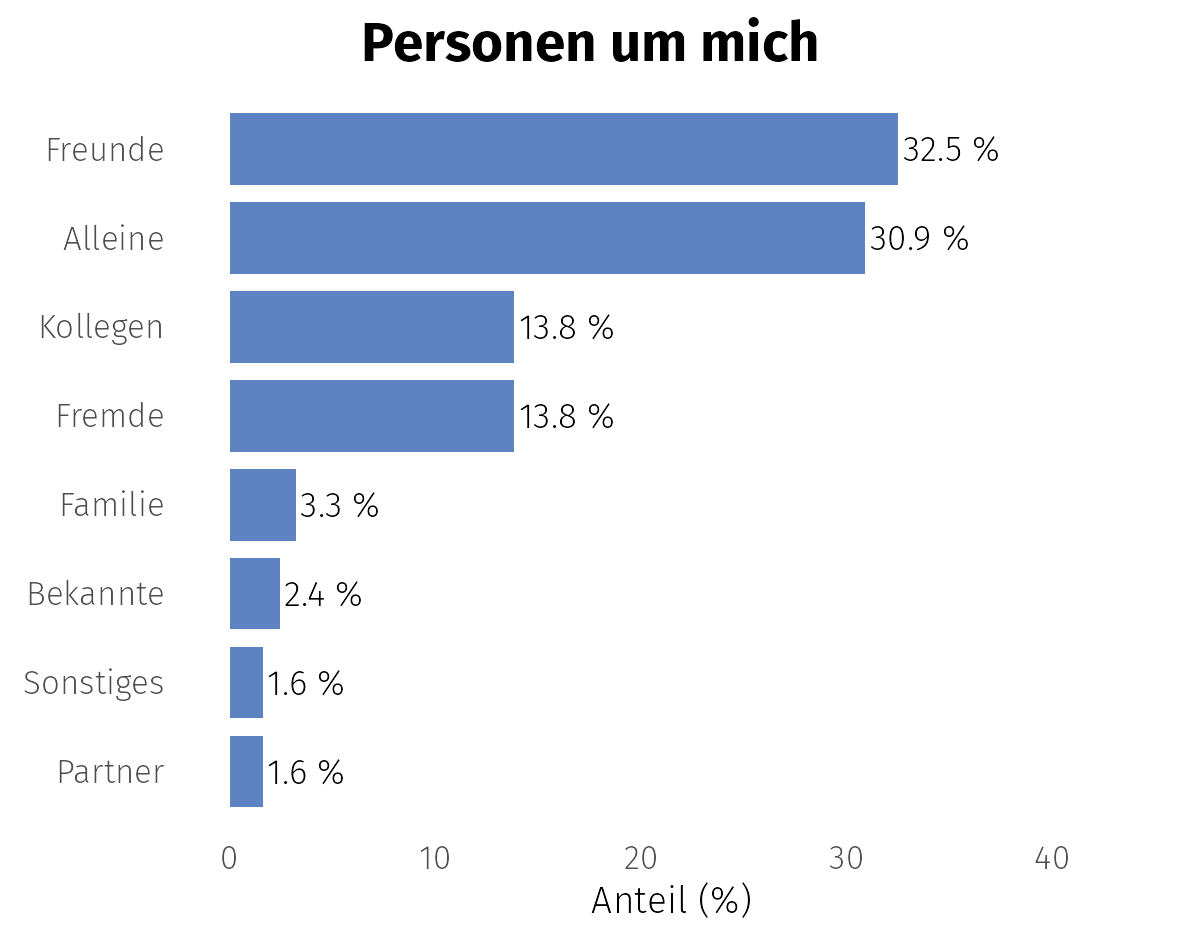 Personen um mich
Freunde 32.5 %
Alleine 30.9 %
Kollegen 13.8 %
Fremde 13.8 %
Familie 3.3 %
Bekannte 2.4 %
Sonstiges 1.6 %
Partner 1.6 %
0 10 20 30 40
Anteil (%)